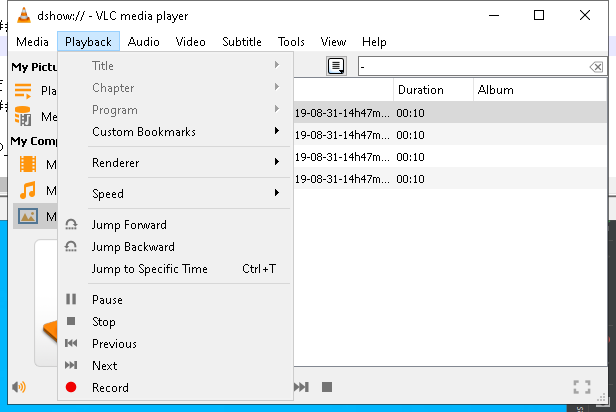 dshow:// - VLC media player
Media Playback Audio Video Subtitle Tools View Help
My Pictu
Title
-
Chapter
Duration Album
Pla
Program
19-08-31-14h47m... 00:10
Me
Custom Bookmarks
19-08-31-14h47m... 00:10
My Comp
Renderer
19-08-31-14h47m... 00:10
M
19-08-31-14h47m... 00:10
M
Speed
M
Jump Forward
Jump Backward
Jump to Specific Time Ctrl+T
Pause
Stop
Previous
Next
Record